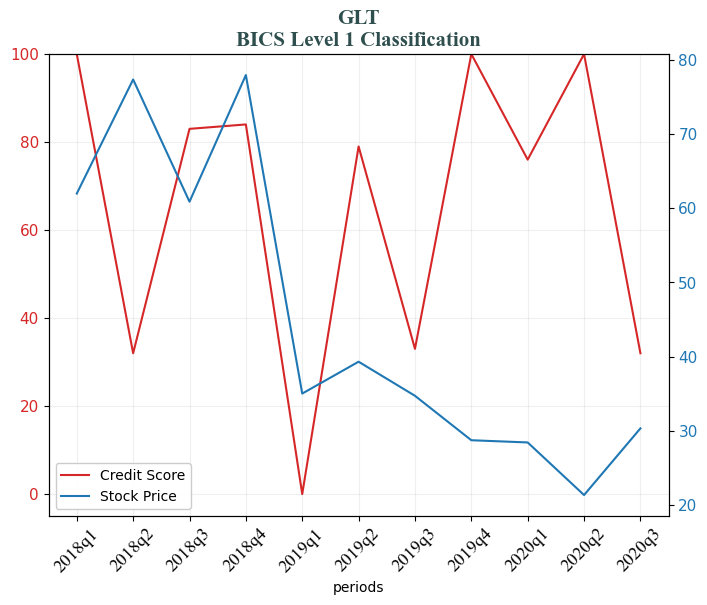 GLT
BICS Level 1 Classification
100
80
60
40
20
0
80
70
60
50
40
30
20
Credit Score
Stock Price
2018q1
2018q2
2018q3
2018q4
2019q1
2019q2
2019q3
2019q4
2020q1
2020q2
2020q3
periods